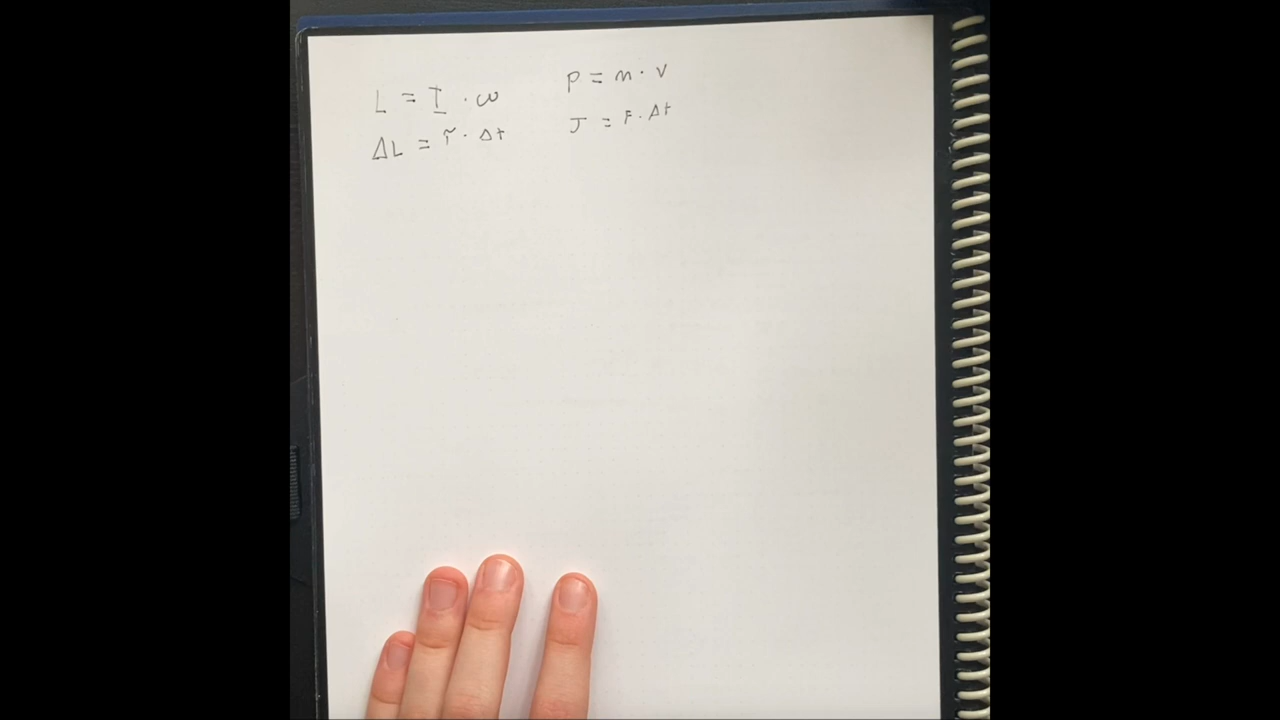 L = I · ω
ΔL = τ · Δt
p = m · v
J = F · Δt